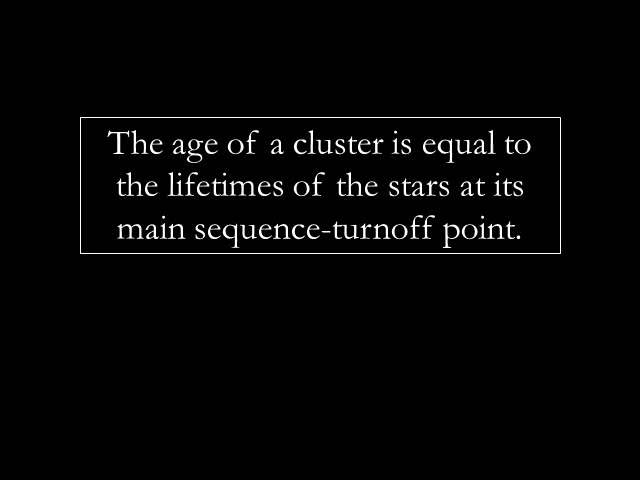 The age of a cluster is equal to
the lifetimes of the stars at its
main sequence-turnoff point.